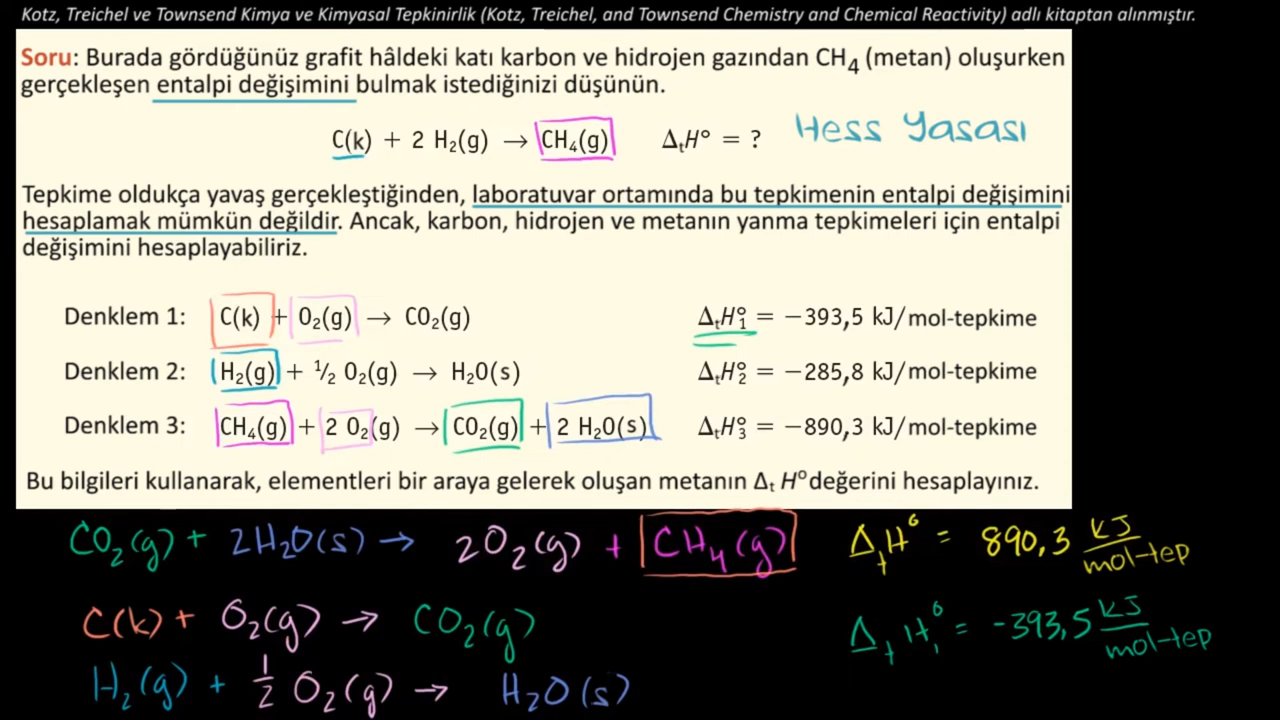 Kotz, Treichel ve Townsend Kimya ve Kimyasal Tepkinirlik (Kotz, Treichel, and Townsend Chemistry and Chemical Reactivity) adlı kitaptan alınmıştır.
Soru: Burada gördüğünüz grafit hâldeki katı karbon ve hidrojen gazından CH₄ (metan) oluşurken
gerçekleşen entalpi değişimini bulmak istediğinizi düşünün.
C(k) + 2 H₂(g) → CH₄(g) ΔₜH° = ? Hess Yasası
Tepkime oldukça yavaş gerçekleştiğinden, laboratuvar ortamında bu tepkimenin entalpi değişimini
hesaplamak mümkün değildir. Ancak, karbon, hidrojen ve metanın yanma tepkimeleri için entalpi
değişimini hesaplayabiliriz.
Denklem 1: C(k) + O₂(g) → CO₂(g) ΔₜH°₁ = −393,5 kJ/mol-tepkime
Denklem 2: H₂(g) + ½ O₂(g) → H₂O(s) ΔₜH°₂ = −285,8 kJ/mol-tepkime
Denklem 3: CH₄(g) + 2 O₂(g) → CO₂(g) + 2 H₂O(s) ΔₜH°₃ = −890,3 kJ/mol-tepkime
Bu bilgileri kullanarak, elementleri bir araya gelerek oluşan metanın Δₜ H° değerini hesaplayınız.
CO₂(g) + 2H₂O(s) → 2O₂(g) + CH₄(g) ΔₜH° = 890,3 kJ/mol-tep
C(k) + O₂(g) → CO₂(g) ΔₜH°₁ = -393,5 kJ/mol-tep
H₂(g) + ½ O₂(g) → H₂O(s)